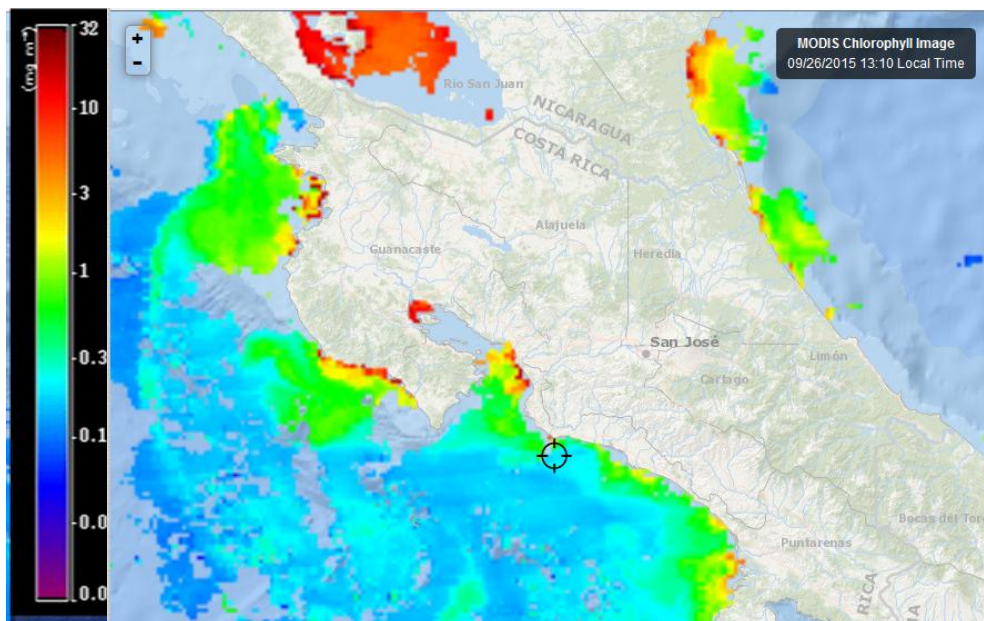 32
10
3
1
0.3
0.1
0.0
0.0
(mg m⁻³)
+
-
MODIS Chlorophyll Image
09/26/2015 13:10 Local Time
Rio San Juan
NICARAGUA
COSTA RICA
Alajuela
Guanacaste
Heredia
San José
Limón
Cartago
Bocas del Toro
Puntarenas
RICA